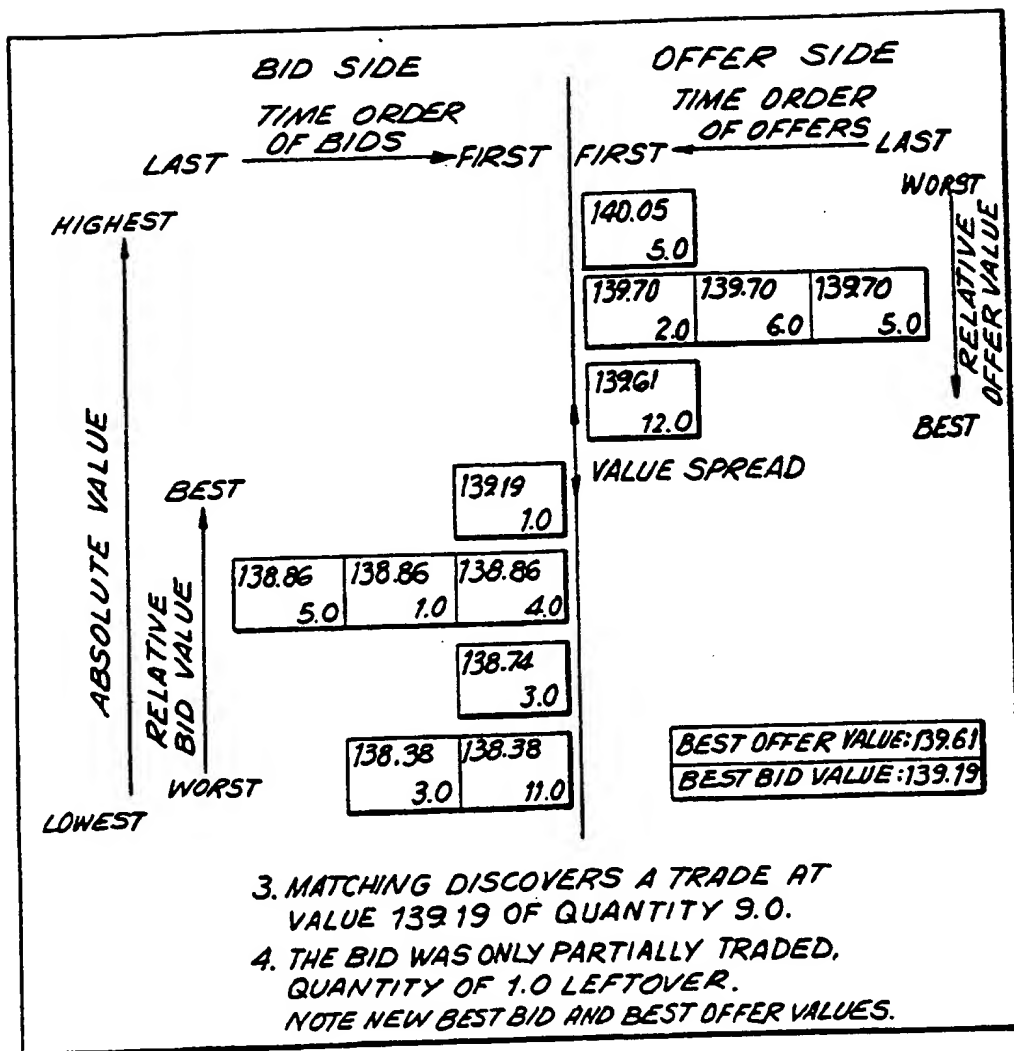 BID SIDE
OFFER SIDE
TIME ORDER
OF BIDS
TIME ORDER
OF OFFERS
LAST
FIRST
FIRST
LAST
HIGHEST
LOWEST
ABSOLUTE VALUE
BEST
WORST
RELATIVE
BID VALUE
WORST
BEST
RELATIVE
OFFER VALUE
140.05
5.0
139.70 139.70 139.70
2.0 6.0 5.0
139.61
12.0
VALUE SPREAD
139.19
1.0
138.86 138.86 138.86
5.0 1.0 4.0
138.74
3.0
138.38 138.38
3.0 11.0
BEST OFFER VALUE:139.61
BEST BID VALUE:139.19
3. MATCHING DISCOVERS A TRADE AT
VALUE 139.19 OF QUANTITY 9.0.
4. THE BID WAS ONLY PARTIALLY TRADED,
QUANTITY OF 1.0 LEFTOVER.
NOTE NEW BEST BID AND BEST OFFER VALUES.